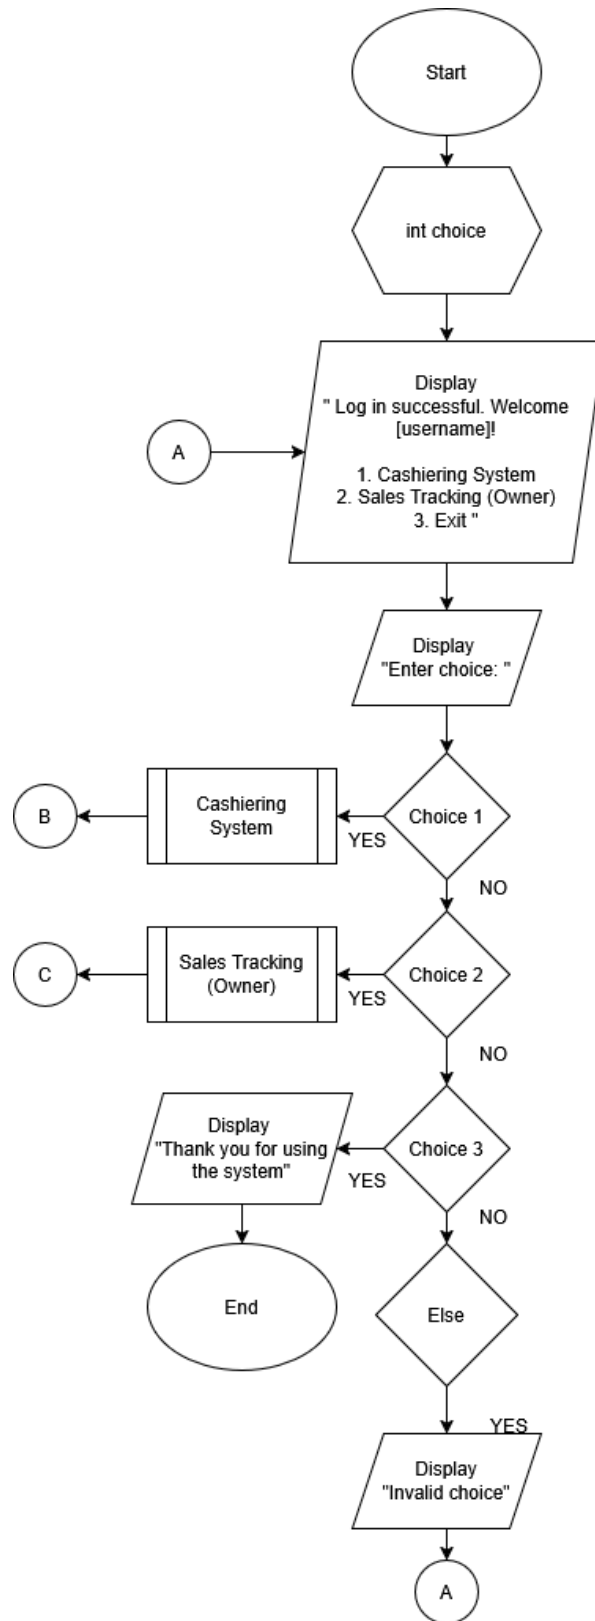 Start
int choice
Display
" Log in successful. Welcome
[username]!
1. Cashiering System
2. Sales Tracking (Owner)
3. Exit "
A
Display
"Enter choice: "
Choice 1
YES
Cashiering
System
B
NO
Choice 2
YES
Sales Tracking
(Owner)
C
NO
Choice 3
YES
Display
"Thank you for using
the system"
End
NO
Else
YES
Display
"Invalid choice"
A